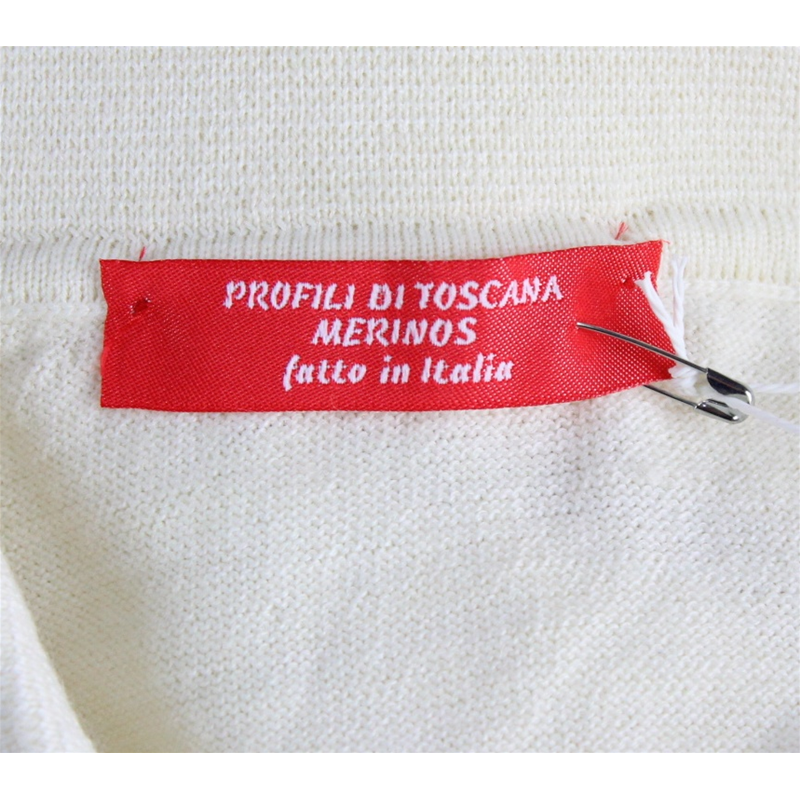 PROFILI DI TOSCANA
MERINOS
fatto in Italia